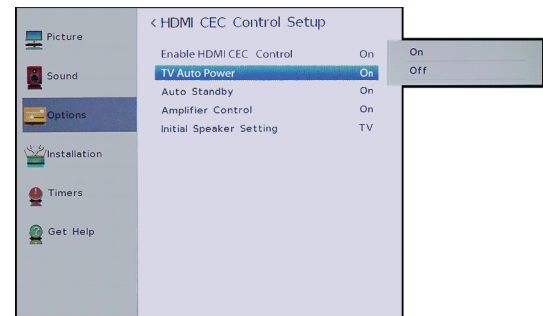 Picture
Sound
Options
Installation
Timers
Get Help
< HDMI CEC Control Setup
Enable HDMI CEC Control On
TV Auto Power On
Auto Standby On
Amplifier Control On
Initial Speaker Setting TV
On
Off